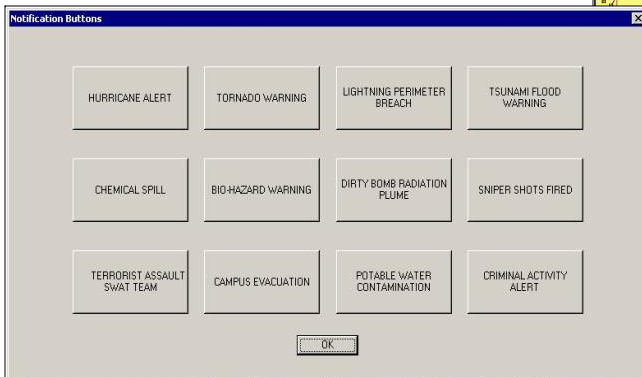 Notification Buttons
HURRICANE ALERT
TORNADO WARNING
LIGHTNING PERIMETER
BREACH
TSUNAMI FLOOD
WARNING
CHEMICAL SPILL
BIO-HAZARD WARNING
DIRTY BOMB RADIATION
PLUME
SNIPER SHOTS FIRED
TERRORIST ASSAULT
SWAT TEAM
CAMPUS EVACUATION
POTABLE WATER
CONTAMINATION
CRIMINAL ACTIVITY
ALERT
OK